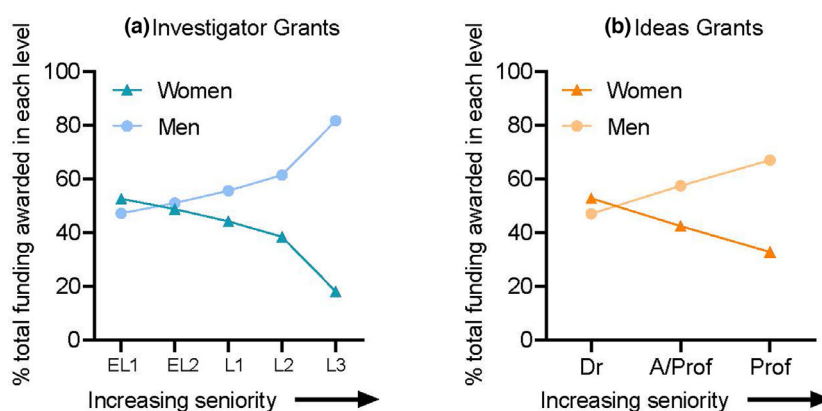 (a) Investigator Grants
% total funding awarded in each level
100
80
60
40
20
0
Women
Men
EL1 EL2 L1 L2 L3
Increasing seniority
(b) Ideas Grants
% total funding awarded in each level
100
80
60
40
20
0
Women
Men
Dr A/Prof Prof
Increasing seniority